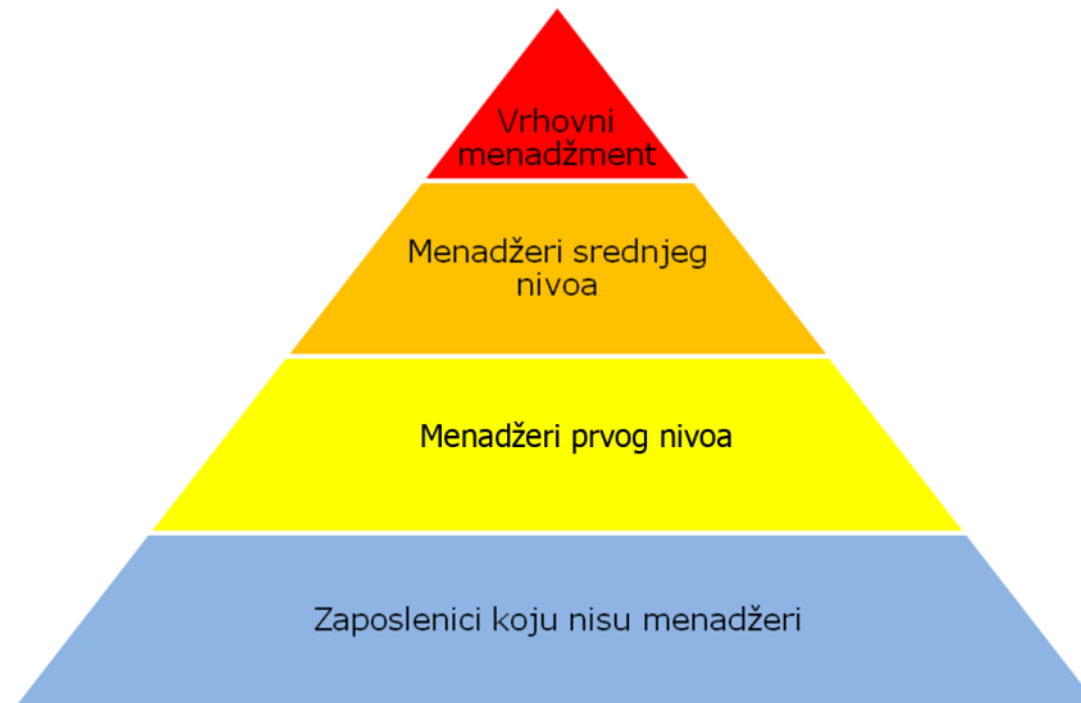 Vrhovni
menadžment
Menadžeri srednjeg
nivoa
Menadžeri prvog nivoa
Zaposlenici koju nisu menadžeri